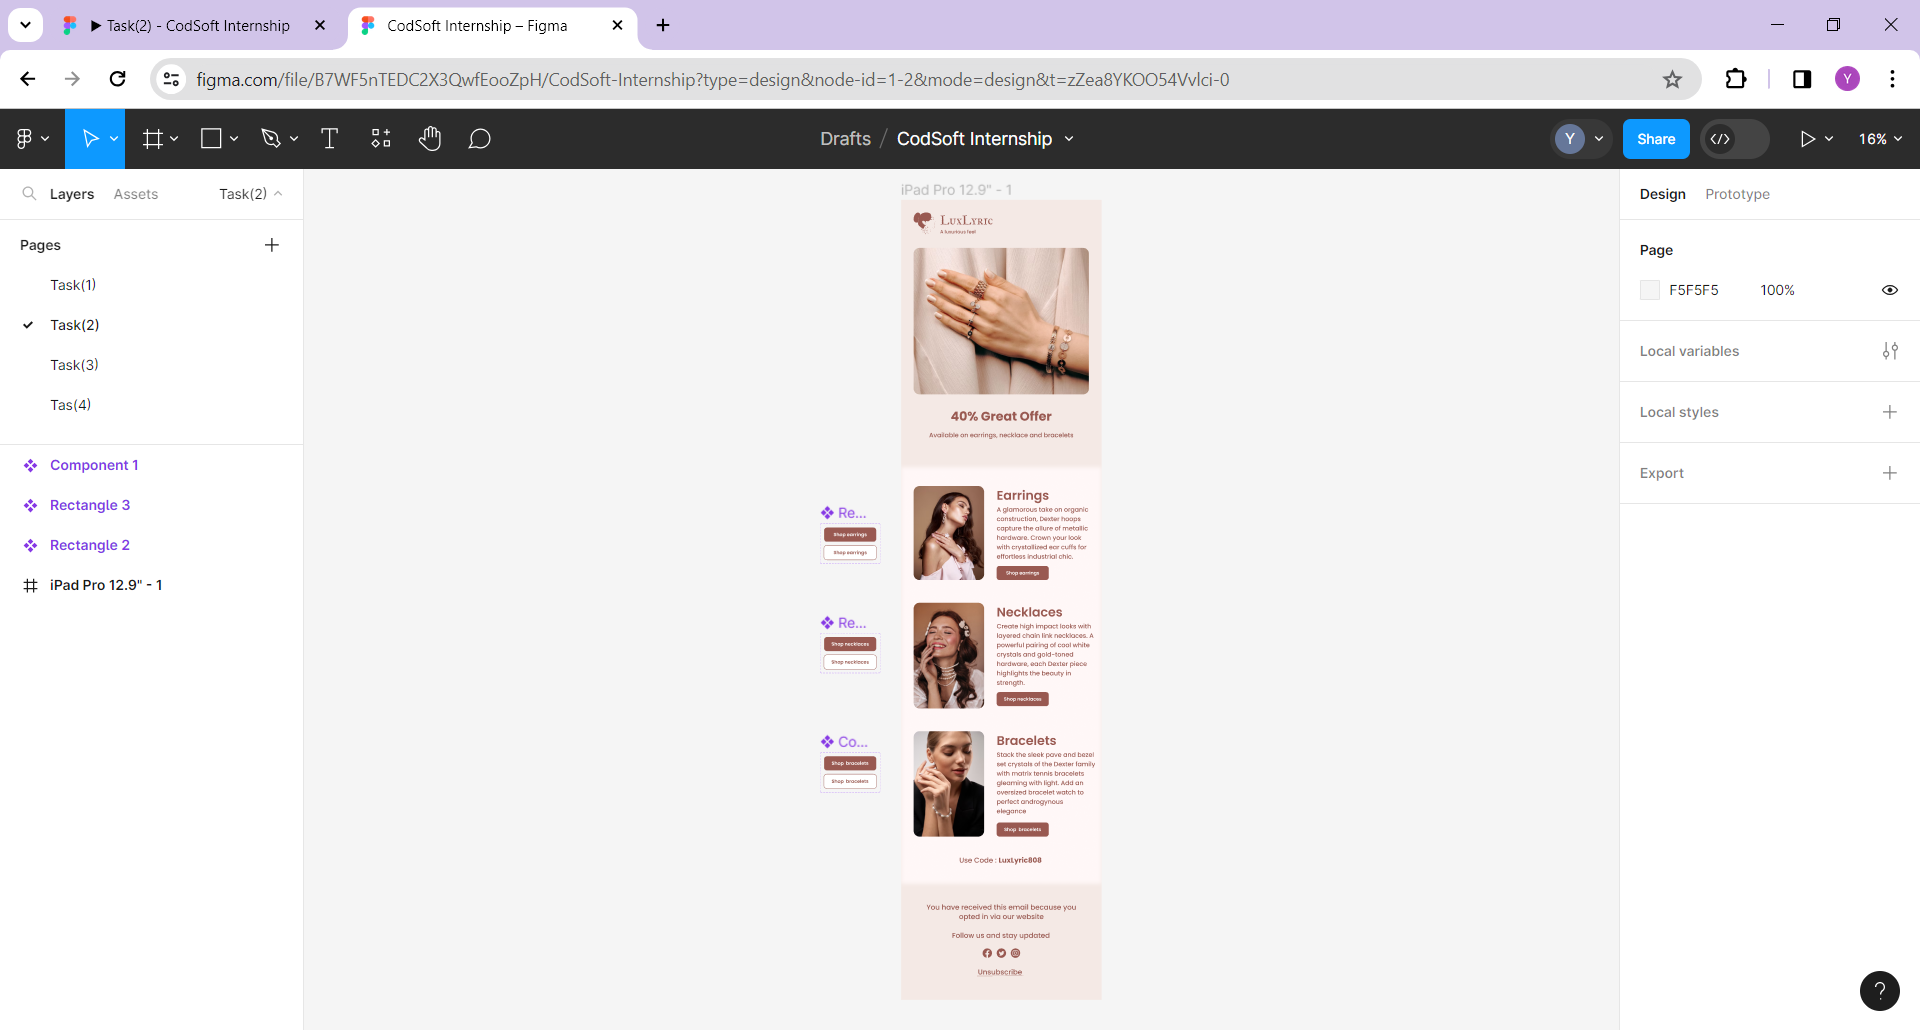 Task(2) - CodSoft Internship
CodSoft Internship – Figma
figma.com/file/B7WF5nTEDC2X3QwfEooZpH/CodSoft-Internship?type=design&node-id=1-2&mode=design&t=zZea8YKOO54Vvlci-0
Y
Drafts / CodSoft Internship
Y
Share
16%
Layers
Assets
Task(2)
Pages
Task(1)
Task(2)
Task(3)
Tas(4)
Component 1
Rectangle 3
Rectangle 2
iPad Pro 12.9" - 1
Re...
Shop earrings
Shop earrings
Re...
Shop necklaces
Shop necklaces
Co...
Shop bracelets
Shop bracelets
iPad Pro 12.9" - 1
LuxLyric
A luxurious feel
40% Great Offer
Available on earrings, necklace and bracelets
Earrings
A glamorous take on organic
construction, Dexter hoops
capture the allure of metallic
hardware. Crown your look
with crystallized ear cuffs for
effortless industrial chic.
Shop earrings
Necklaces
Create high impact looks with
layered chain link necklaces. A
powerful pairing of cool white
crystals and gold-toned
hardware, each Dexter piece
highlights the beauty in
strength.
Shop necklaces
Bracelets
Stack the sleek pave and bezel
set crystals of the Dexter family
with matrix tennis bracelets
gleaming with light. Add an
oversized bracelet watch to
perfect androgynous
elegance
Shop bracelets
Use Code : LuxLyric808
You have received this email because you
opted in via our website
Follow us and stay updated
Unsubscribe
Design
Prototype
Page
F5F5F5
100%
Local variables
Local styles
Export
?